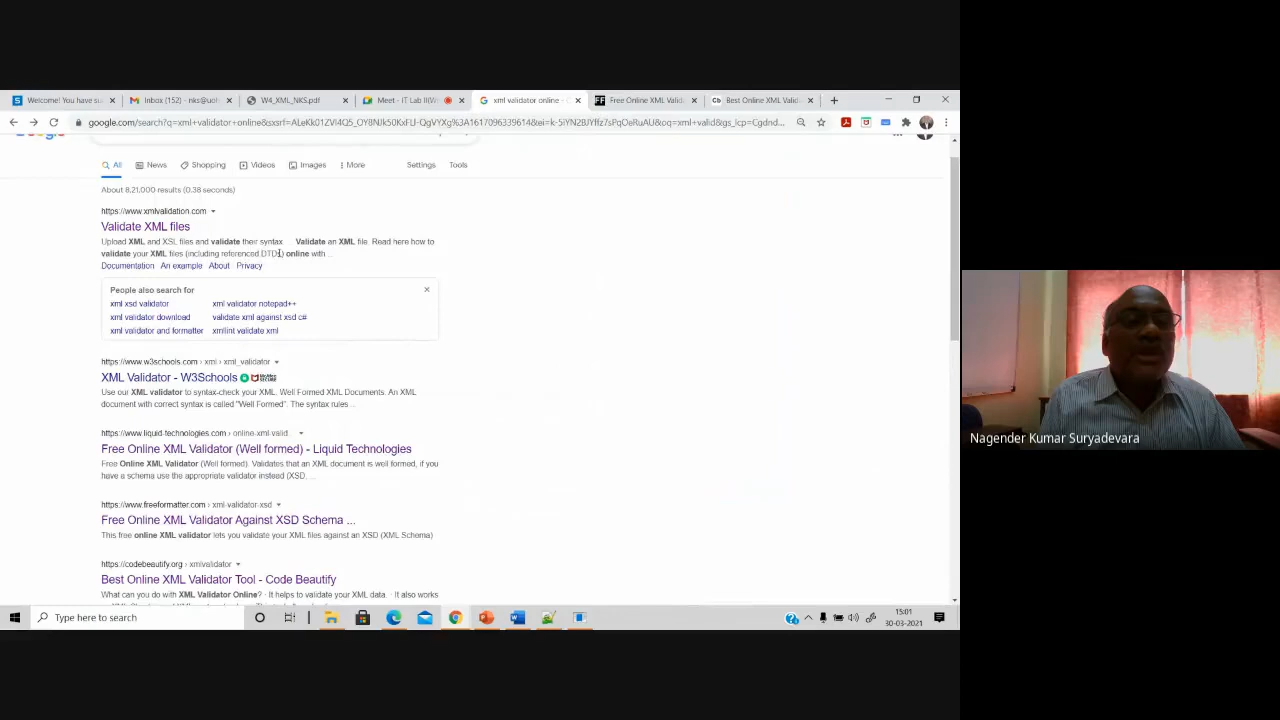 Welcome! You have su
Inbox (152) - nks@uoh
W4_XML_NKS.pdf
Meet - IT Lab II(W
xml validator online -
Free Online XML Valid
Best Online XML Valid
google.com/search?q=xml+validator+online&sxsrf=
All
News
Shopping
Videos
Images
More
Settings
Tools
About 8,21,000 results (0.38 seconds)
https://www.xmlvalidation.com
Validate XML files
Upload XML and XSL files and validate their syntax ... Validate an XML file. Read here how to
validate your XML files (including referenced DTDs) online with ...
Documentation An example About Privacy
People also search for
xml xsd validator xml validator notepad++
xml validator download validate xml against xsd c#
xml validator and formatter xmllint validate xml
https://www.w3schools.com › xml › xml_validator
XML Validator - W3Schools
Use our XML validator to syntax-check your XML. Well Formed XML Documents. An XML
document with correct syntax is called "Well Formed". The syntax rules ...
https://www.liquid-technologies.com › online-xml-valid...
Free Online XML Validator (Well formed) - Liquid Technologies
Free Online XML Validator (Well formed). Validates that an XML document is well formed, if you
have a schema use the appropriate validator instead (XSD, ...
https://www.freeformatter.com › xml-validator-xsd
Free Online XML Validator Against XSD Schema ...
This free online XML validator lets you validate your XML files against an XSD (XML Schema)
https://codebeautify.org › xmlvalidator
Best Online XML Validator Tool - Code Beautify
What can you do with XML Validator Online? · It helps to validate your XML data. · It also works
Nagender Kumar Suryadevara
Type here to search
15:01
30-03-2021